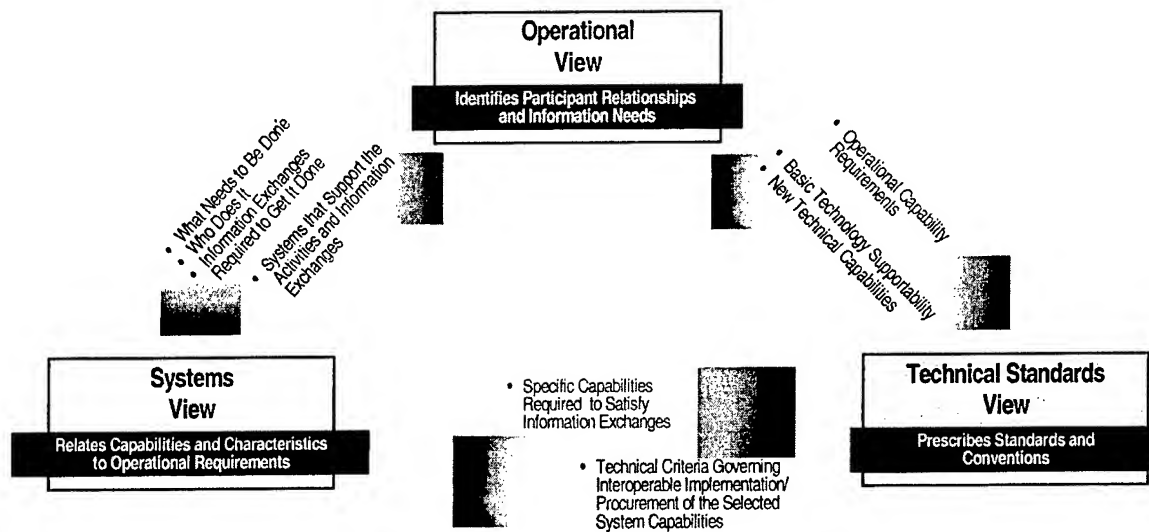 Operational
View
Identifies Participant Relationships
and Information Needs
• What Needs to Be Done
• Who Does It
• Information Exchanges
Required to Get It Done
• Systems that Support the
Activities and Information
Exchanges
• Operational Capability
Requirements
• Basic Technology Supportability
• New Technical Capabilities
Systems
View
Relates Capabilities and Characteristics
to Operational Requirements
• Specific Capabilities
Required to Satisfy
Information Exchanges
• Technical Criteria Governing
Interoperable Implementation/
Procurement of the Selected
System Capabilities
Technical Standards
View
Prescribes Standards and
Conventions